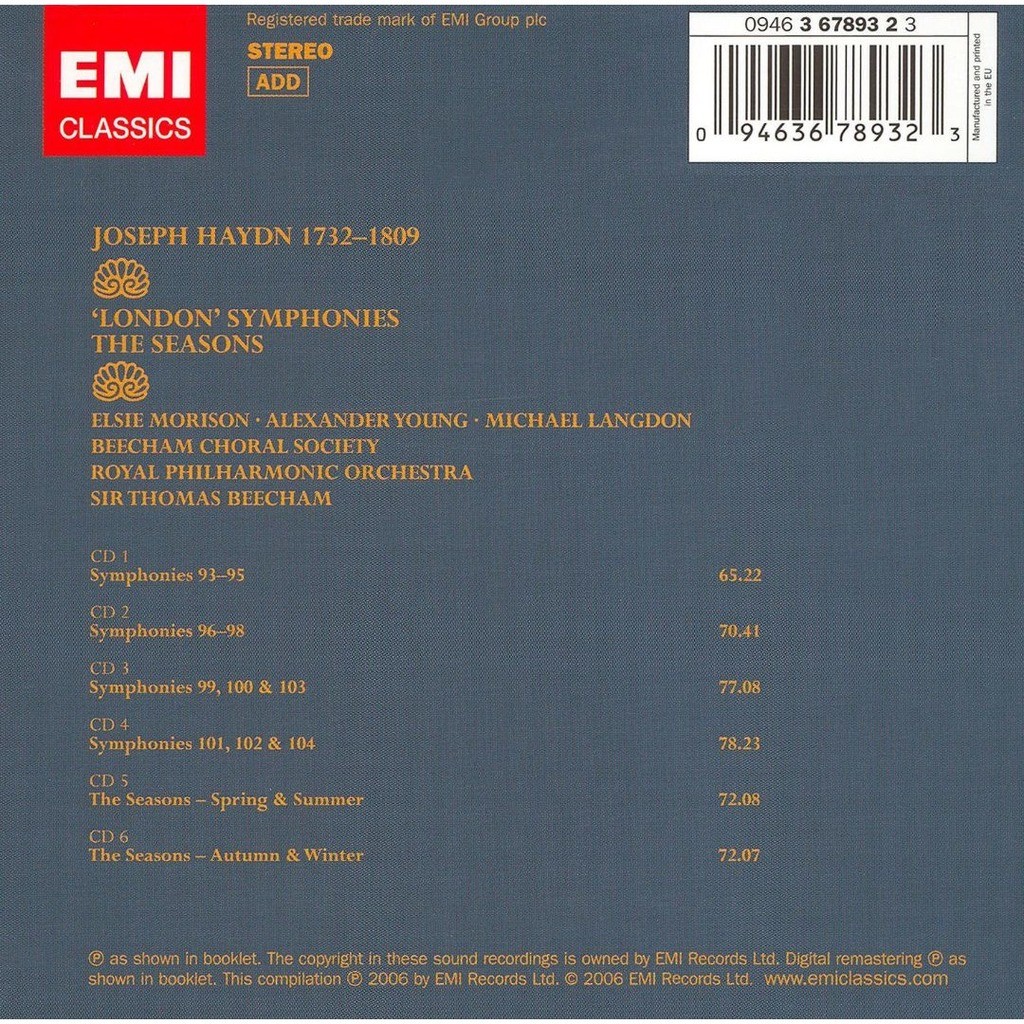 EMI
CLASSICS
Registered trade mark of EMI Group plc
STEREO
ADD
0946 3 67893 2 3
0 94636 78932 3
Manufactured and printed
in the EU
JOSEPH HAYDN 1732–1809
‘LONDON’ SYMPHONIES
THE SEASONS
ELSIE MORISON · ALEXANDER YOUNG · MICHAEL LANGDON
BEECHAM CHORAL SOCIETY
ROYAL PHILHARMONIC ORCHESTRA
SIR THOMAS BEECHAM
CD 1
Symphonies 93–95 65.22
CD 2
Symphonies 96–98 70.41
CD 3
Symphonies 99, 100 & 103 77.08
CD 4
Symphonies 101, 102 & 104 78.23
CD 5
The Seasons – Spring & Summer 72.08
CD 6
The Seasons – Autumn & Winter 72.07
℗ as shown in booklet. The copyright in these sound recordings is owned by EMI Records Ltd. Digital remastering ℗ as
shown in booklet. This compilation ℗ 2006 by EMI Records Ltd. © 2006 EMI Records Ltd. www.emiclassics.com